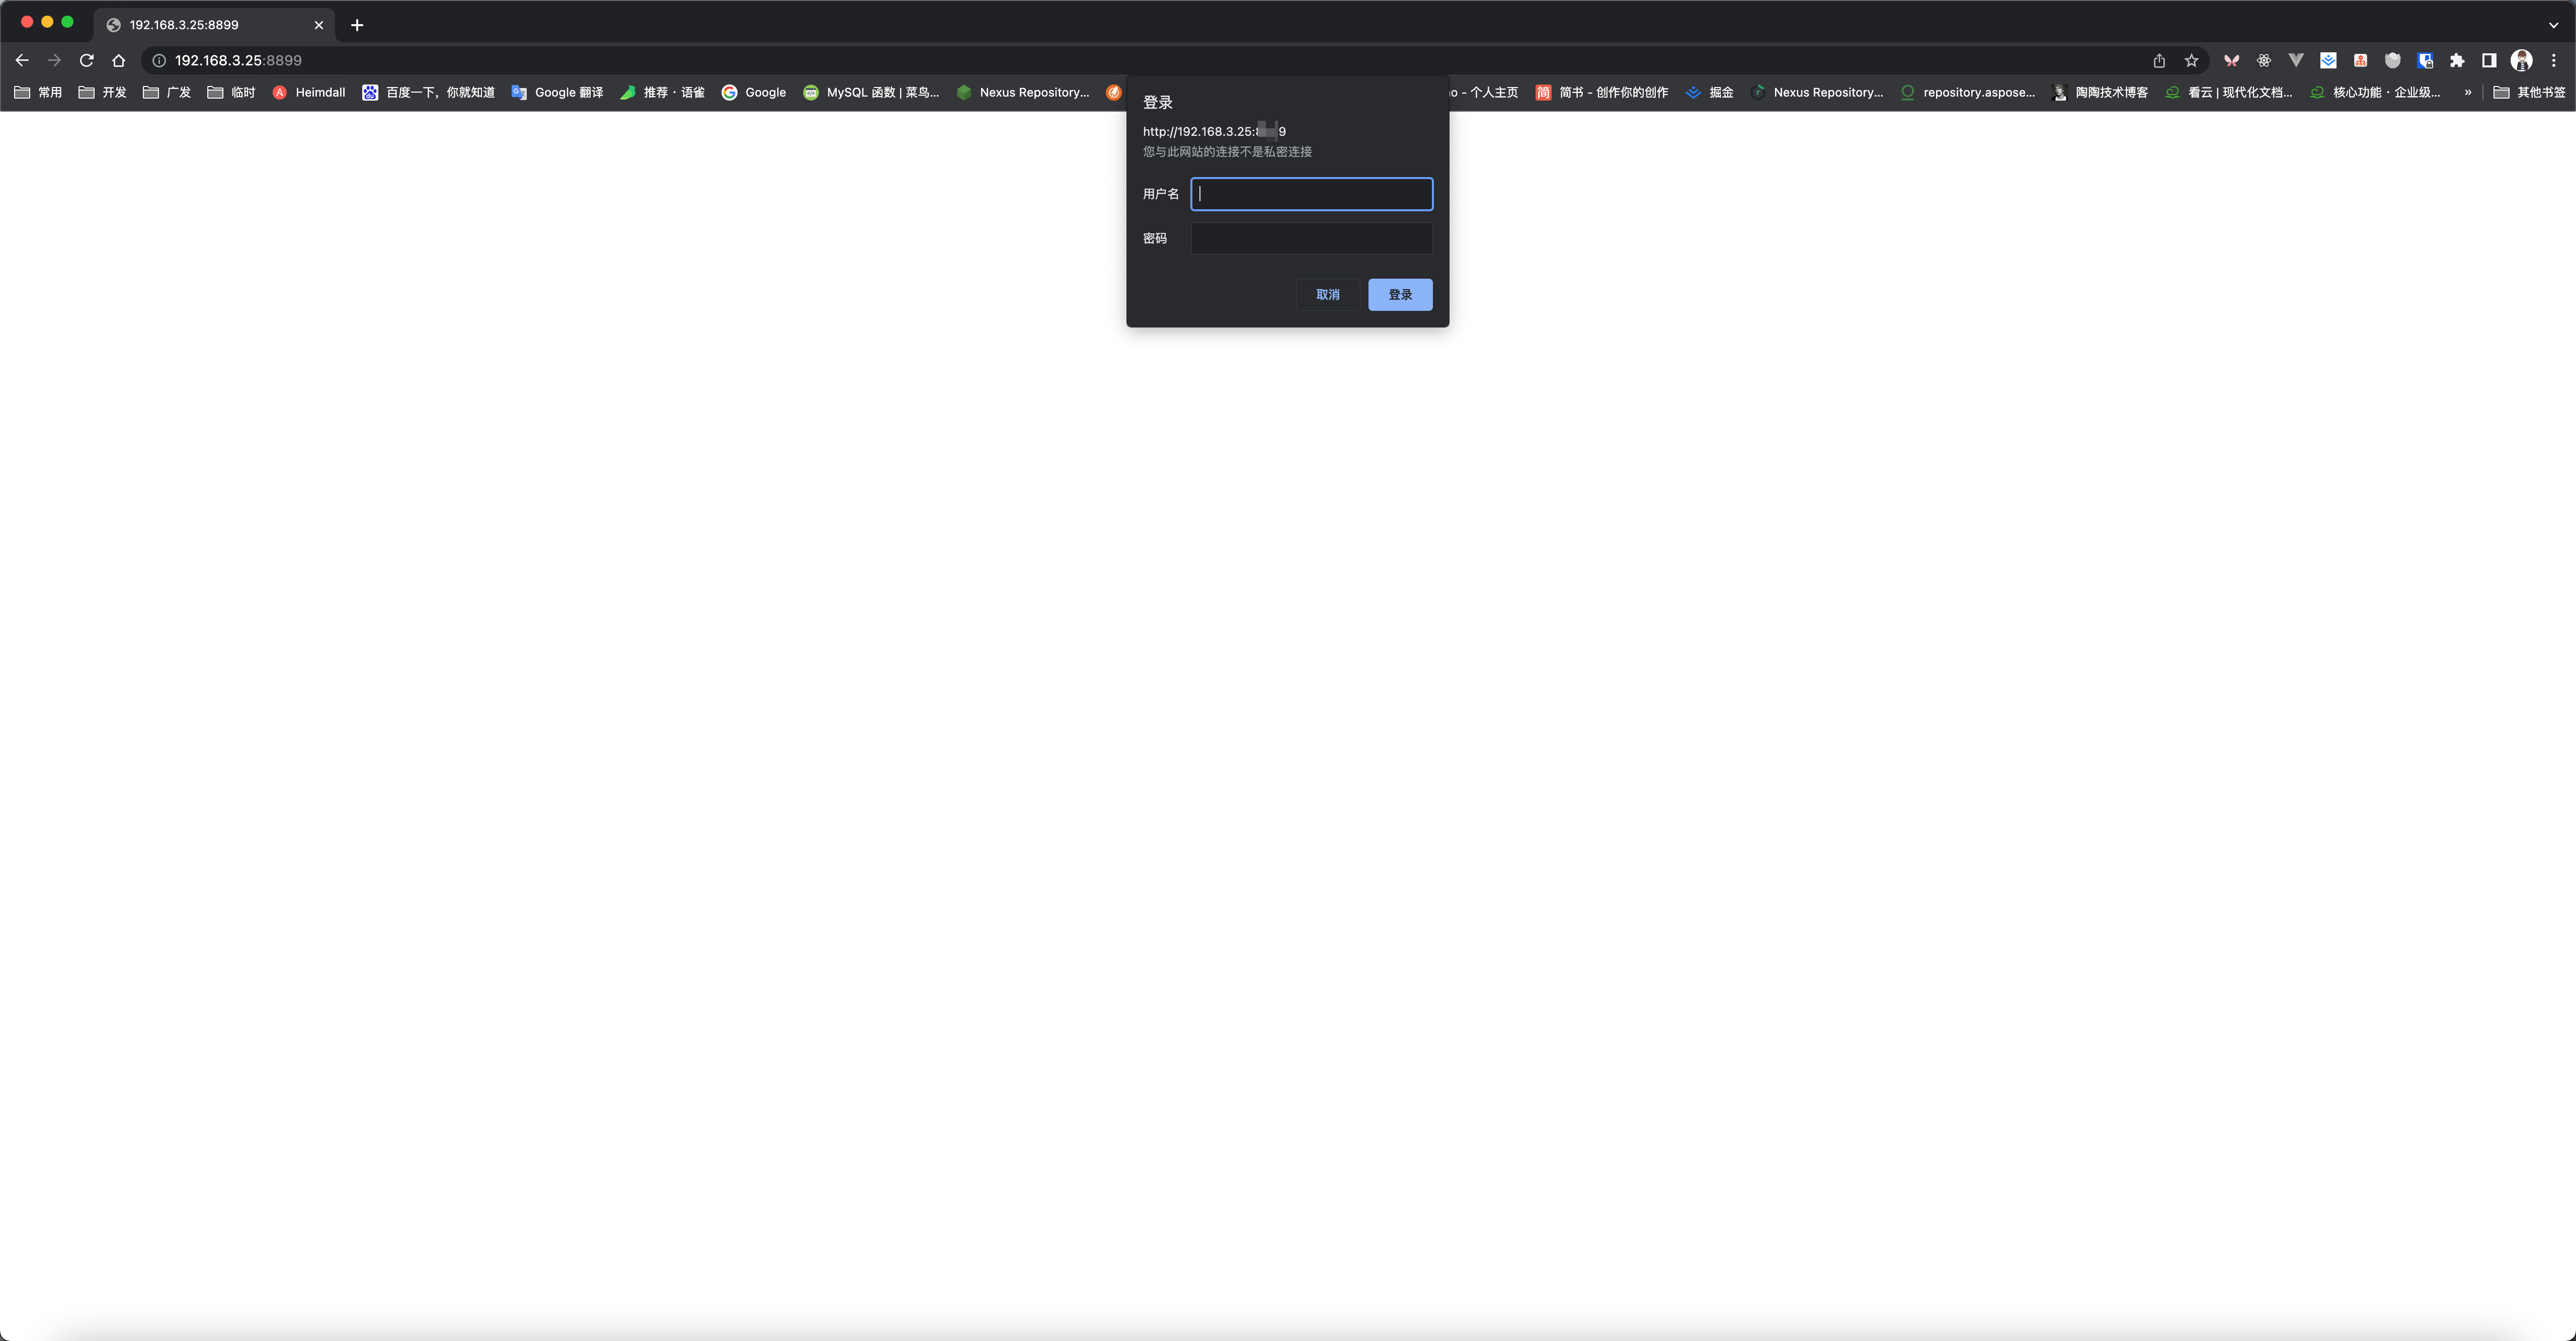 192.168.3.25:8899
192.168.3.25:8899
常用 开发 广发 临时 Heimdall 百度一下，你就知道 Google 翻译 推荐 · 语雀 Google MySQL 函数 | 菜鸟... Nexus Repository... - 个人主页 简书 - 创作你的创作 掘金 Nexus Repository... repository.aspose... 陶陶技术博客 看云 | 现代化文档... 核心功能 · 企业级... » 其他书签
登录
http://192.168.3.25: 9
您与此网站的连接不是私密连接
用户名
密码
取消 登录